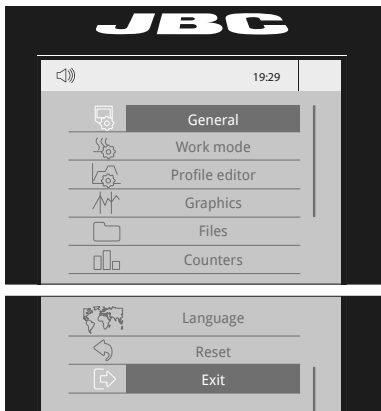 JBC
19:29
General
Work mode
Profile editor
Graphics
Files
Counters
Language
Reset
Exit